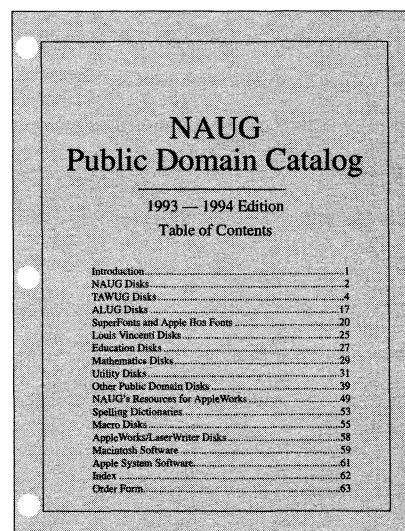 NAUG
Public Domain Catalog
1993 — 1994 Edition
Table of Contents
Introduction 1
NAUG Disks 2
TAWUG Disks 4
ALUG Disks 17
SuperFonts and Apple IIGS Fonts 20
Louis Vincenti Disks 25
Education Disks 27
Mathematics Disks 29
Utility Disks 31
Other Public Domain Disks 39
NAUG's Resources for AppleWorks 49
Spelling Dictionaries 53
Macro Disks 55
AppleWorks/LaserWriter Disks 58
Macintosh Software 59
Apple System Software 61
Index 62
Order Form 63